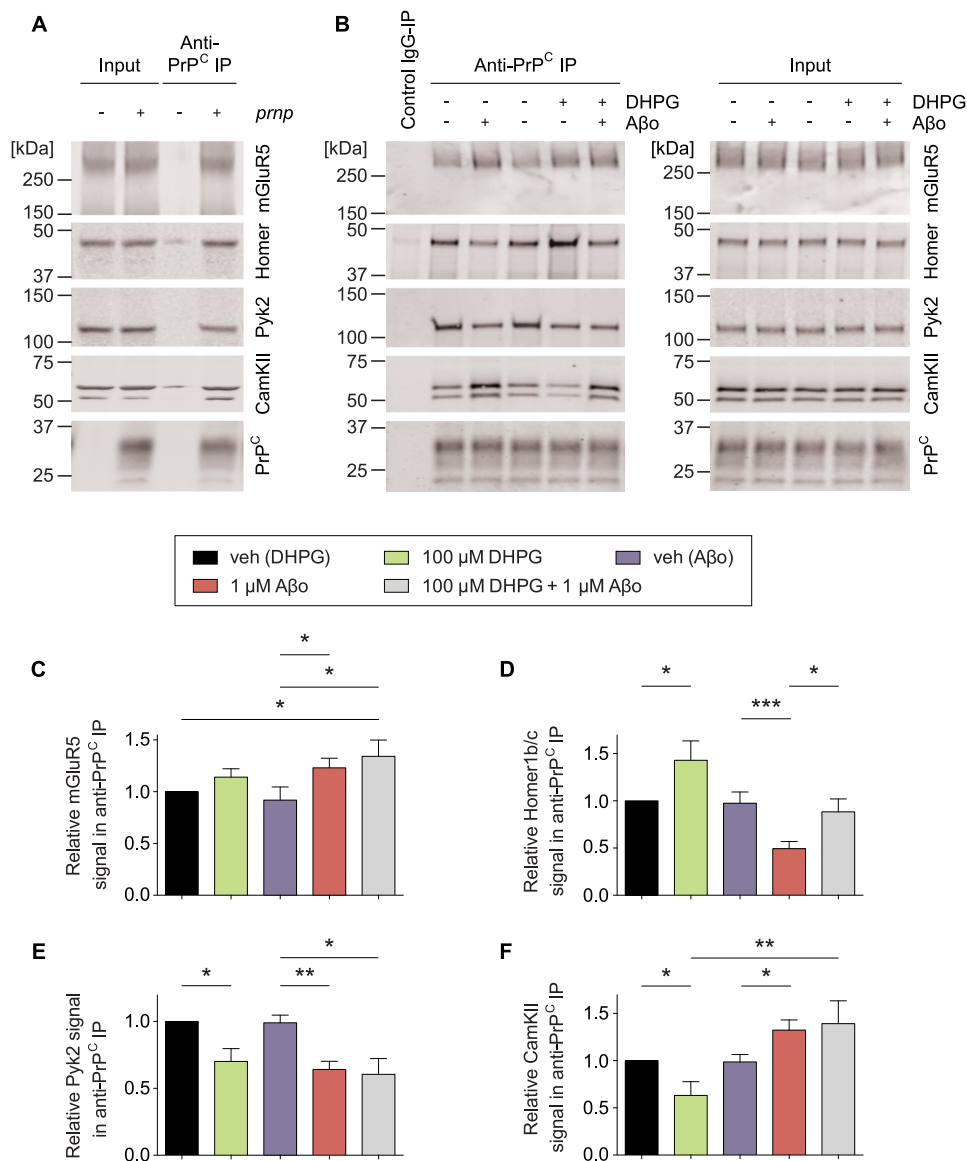 A
Input
Anti-
PrP^C IP
- + - + prnp
[kDa]
250
150
mGluR5
50
37
Homer
150
100
Pyk2
75
50
CamKII
37
25
PrP^C
B
Control IgG-IP
Anti-PrP^C IP
- - - + + DHPG
- + - - + Aβo
[kDa]
250
150
50
37
150
100
75
50
37
25
Input
- - - + + DHPG
- + - - + Aβo
[kDa]
250
150
mGluR5
50
37
Homer
150
100
Pyk2
75
50
CamKII
37
25
PrP^C
veh (DHPG)
100 µM DHPG
veh (Aβo)
1 µM Aβo
100 µM DHPG + 1 µM Aβo
C
Relative mGluR5
signal in anti-PrP^C IP
1.5
1.0
0.5
0.0
*
*
*
D
Relative Homer1b/c
signal in anti-PrP^C IP
1.5
1.0
0.5
0.0
*
*
***
E
Relative Pyk2 signal
in anti-PrP^C IP
1.0
0.5
0.0
*
*
**
F
Relative CamKII
signal in anti-PrP^C IP
1.5
1.0
0.5
0.0
**
*
*